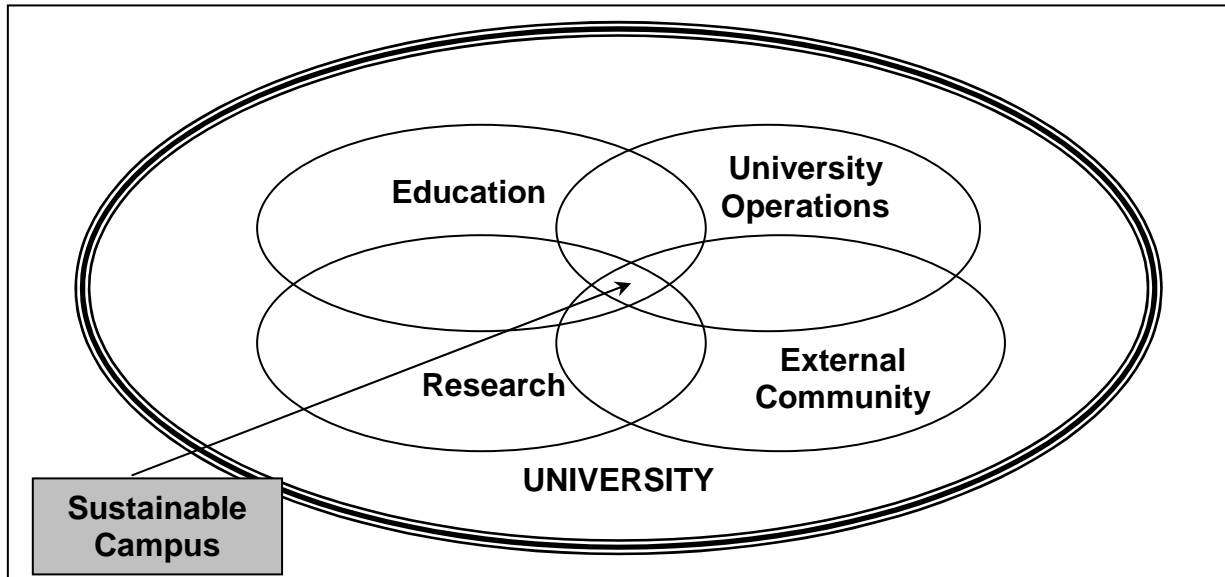 Education
University
Operations
Research
External
Community
UNIVERSITY
Sustainable
Campus